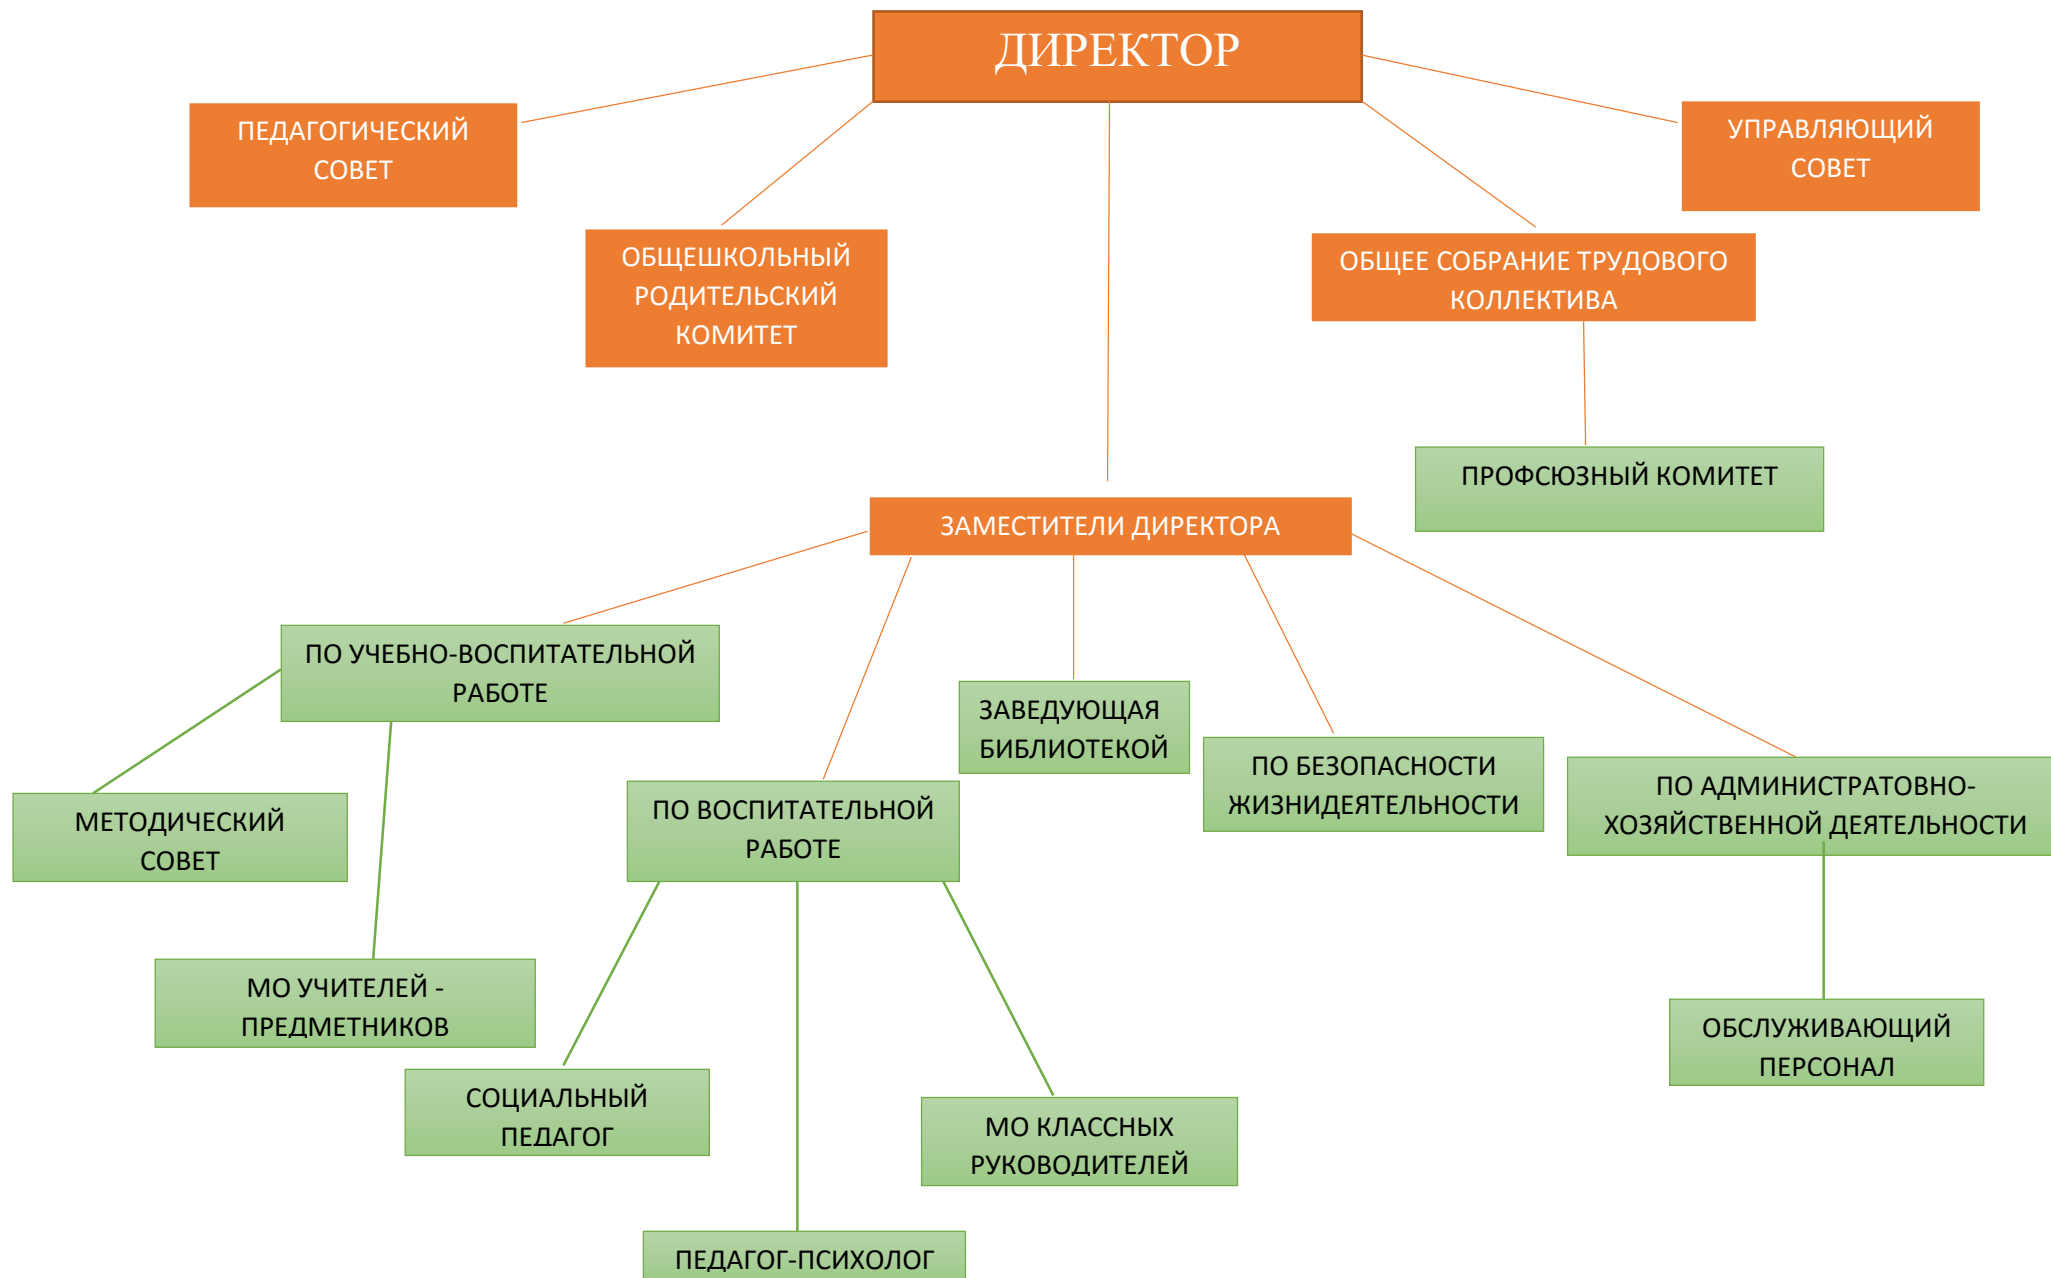 ДИРЕКТОР
ПЕДАГОГИЧЕСКИЙ
СОВЕТ
УПРАВЛЯЮЩИЙ
СОВЕТ
ОБЩЕШКОЛЬНЫЙ
РОДИТЕЛЬСКИЙ
КОМИТЕТ
ОБЩЕЕ СОБРАНИЕ ТРУДОВОГО
КОЛЛЕКТИВА
ПРОФСЮЗНЫЙ КОМИТЕТ
ЗАМЕСТИТЕЛИ ДИРЕКТОРА
ПО УЧЕБНО-ВОСПИТАТЕЛЬНОЙ
РАБОТЕ
ЗАВЕДУЮЩАЯ
БИБЛИОТЕКОЙ
ПО БЕЗОПАСНОСТИ
ЖИЗНИДЕЯТЕЛЬНОСТИ
ПО АДМИНИСТРАТОВНО-
ХОЗЯЙСТВЕННОЙ ДЕЯТЕЛЬНОСТИ
МЕТОДИЧЕСКИЙ
СОВЕТ
ПО ВОСПИТАТЕЛЬНОЙ
РАБОТЕ
МО УЧИТЕЛЕЙ -
ПРЕДМЕТНИКОВ
ОБСЛУЖИВАЮЩИЙ
ПЕРСОНАЛ
СОЦИАЛЬНЫЙ
ПЕДАГОГ
МО КЛАССНЫХ
РУКОВОДИТЕЛЕЙ
ПЕДАГОГ-ПСИХОЛОГ